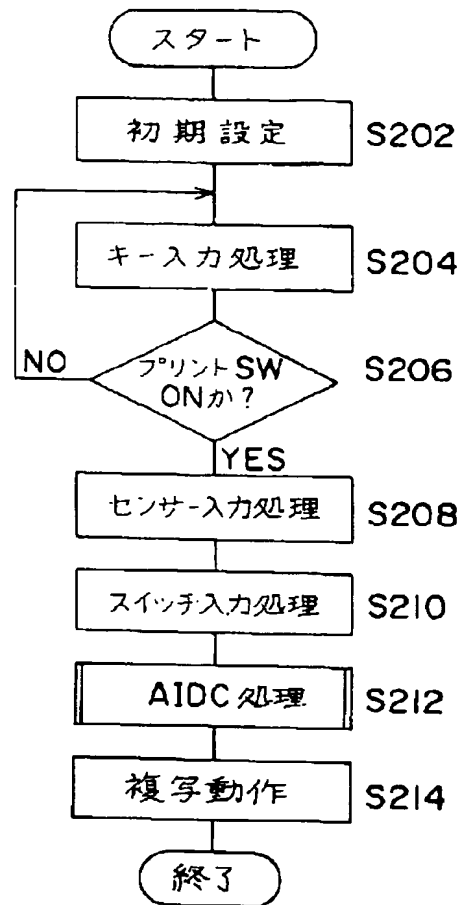 スタート
初期設定 S202
キー入力処理 S204
プリントSW S206
ONか?
NO
YES
センサー入力処理 S208
スイッチ入力処理 S210
AIDC処理 S212
複写動作 S214
終了